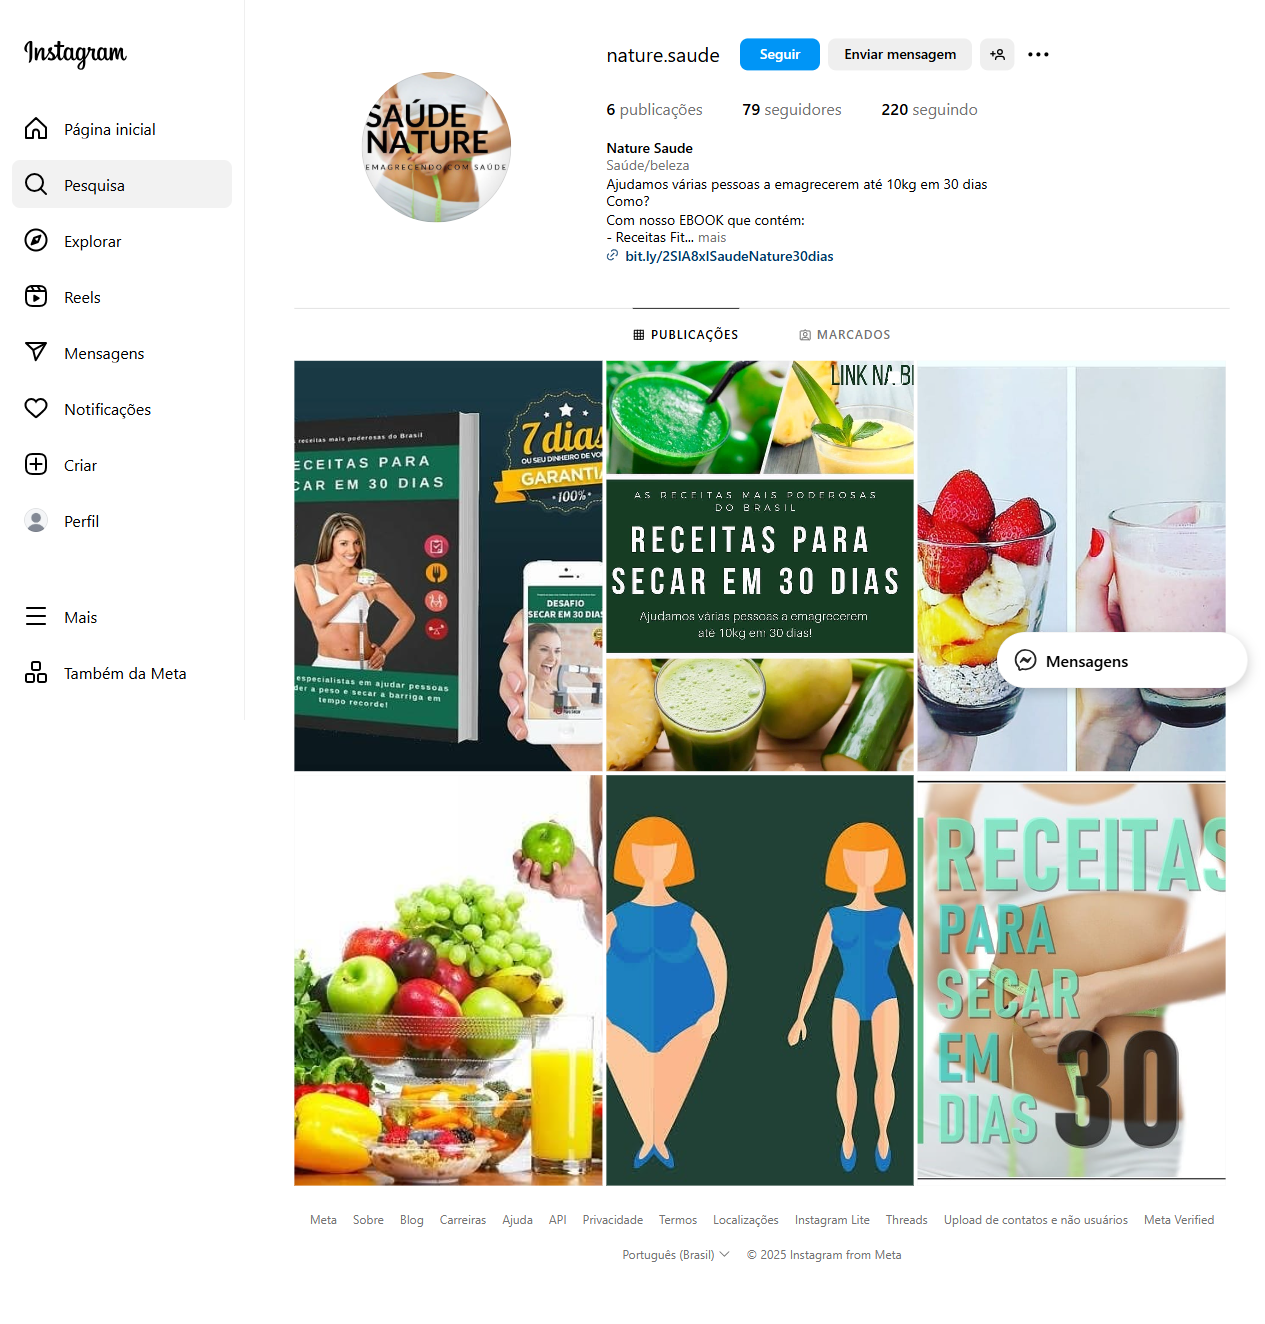 Instagram
Página inicial
Pesquisa
Explorar
Reels
Mensagens
Notificações
Criar
Perfil
Mais
Também da Meta
SAÚDE
NATURE
EMAGRECENDO COM SAÚDE
nature.saude
Seguir
Enviar mensagem
6 publicações
79 seguidores
220 seguindo
Nature Saude
Saúde/beleza
Ajudamos várias pessoas a emagrecerem até 10kg em 30 dias
Como?
Com nosso EBOOK que contém:
- Receitas Fit... mais
bit.ly/2SIA8xISaudeNature30dias
PUBLICAÇÕES
MARCADOS
receitas mais poderosas do Brasil
ECEITAS PARA
CAR EM 30 DIAS
especialistas em ajudar pessoas
der a peso e secar a barriga em
tempo recorde!
7 dias
OU SEU DINHEIRO DE VO
GARANTIA
100%
DESAFIO
SECAR EM 30 DIAS
LINK NA BI
AS RECEITAS MAIS PODEROSAS
DO BRASIL
RECEITAS PARA
SECAR EM 30 DIAS
Ajudamos várias pessoas a emagrecerem
até 10kg em 30 dias!
Mensagens
RECEITAS
PARA
SECAR
EM
DIAS 30
Meta
Sobre
Blog
Carreiras
Ajuda
API
Privacidade
Termos
Localizações
Instagram Lite
Threads
Upload de contatos e não usuários
Meta Verified
Português (Brasil)
© 2025 Instagram from Meta